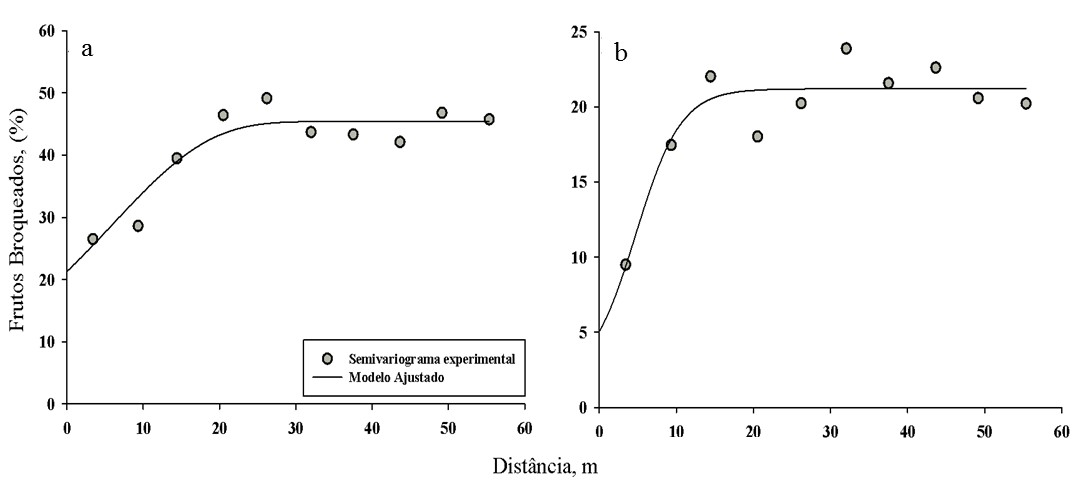 a
60
50
40
30
20
10
0
Frutos Broqueados, (%)
Semivariograma experimental
Modelo Ajustado
0 10 20 30 40 50 60
b
25
20
15
10
5
0
0 10 20 30 40 50 60
Distância, m